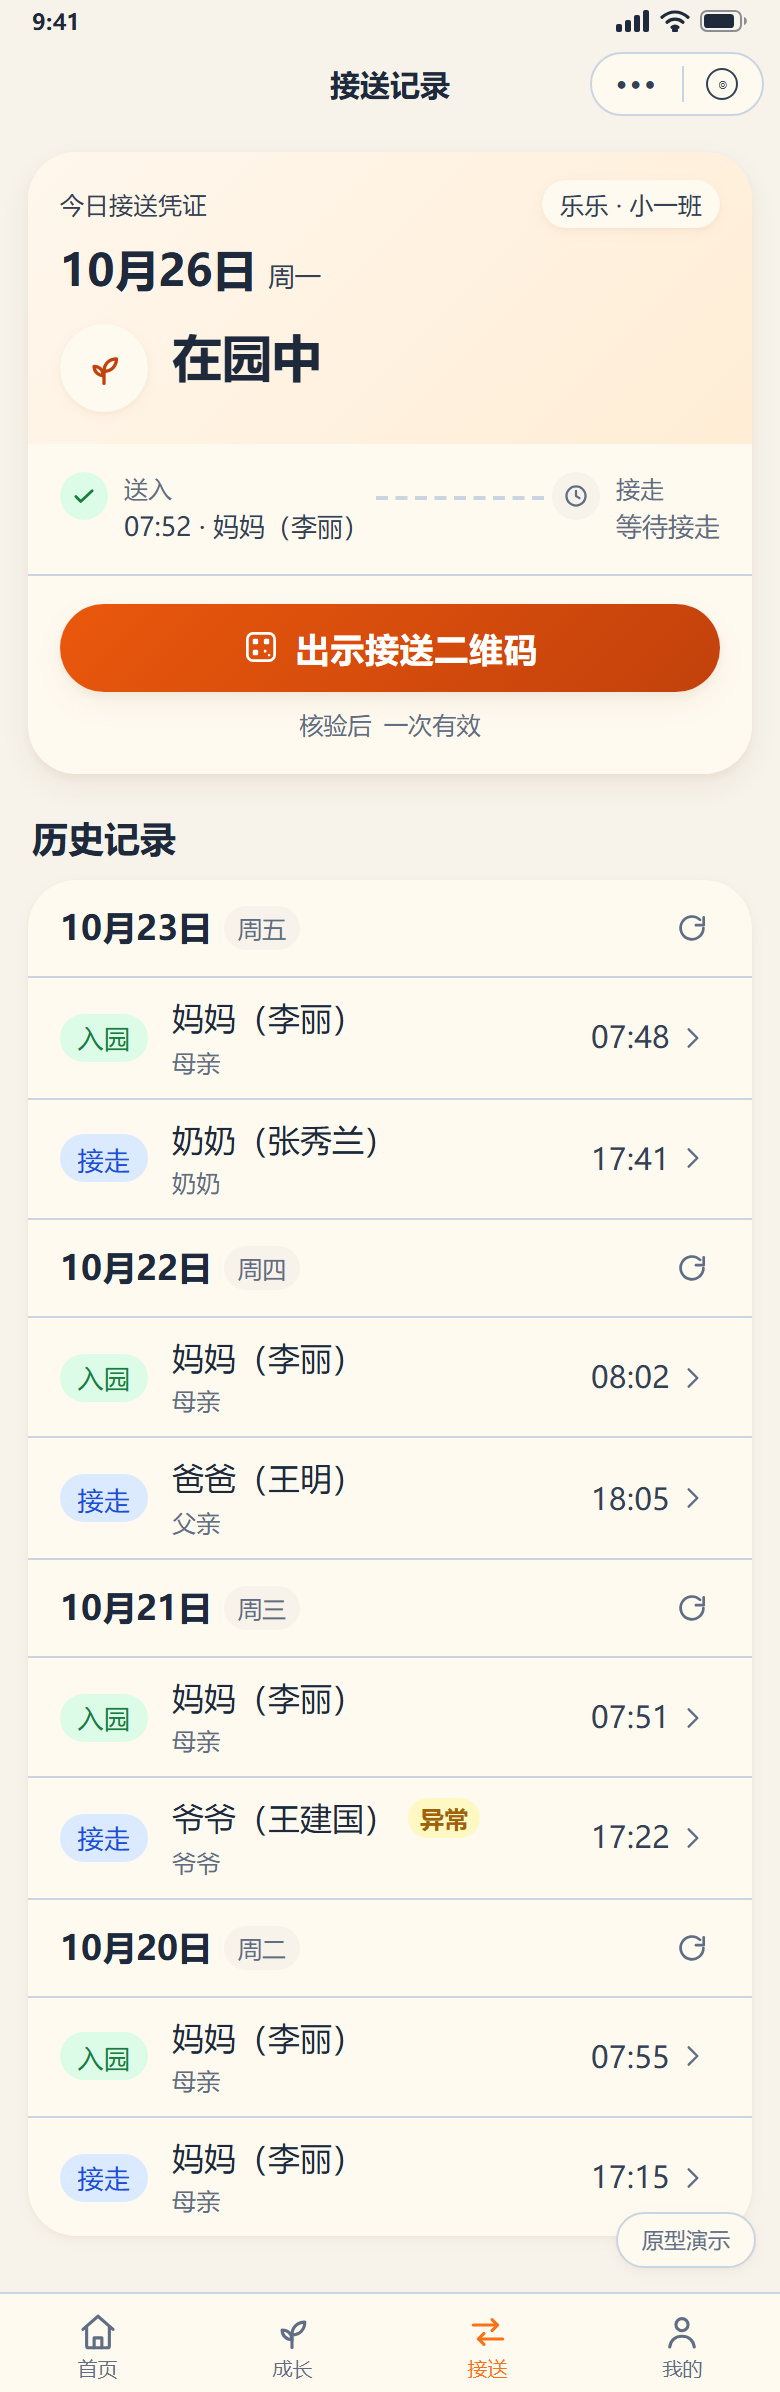 9:41
接送记录
今日接送凭证
乐乐 · 小一班
10月26日 周一
在园中
送入
07:52 · 妈妈（李丽）
接走
等待接走
出示接送二维码
核验后 一次有效
历史记录
10月23日 周五
入园 妈妈（李丽） 07:48
母亲
接走 奶奶（张秀兰） 17:41
奶奶
10月22日 周四
入园 妈妈（李丽） 08:02
母亲
接走 爸爸（王明） 18:05
父亲
10月21日 周三
入园 妈妈（李丽） 07:51
母亲
接走 爷爷（王建国） 异常 17:22
爷爷
10月20日 周二
入园 妈妈（李丽） 07:55
母亲
接走 妈妈（李丽） 17:15
母亲
原型演示
首页 成长 接送 我的